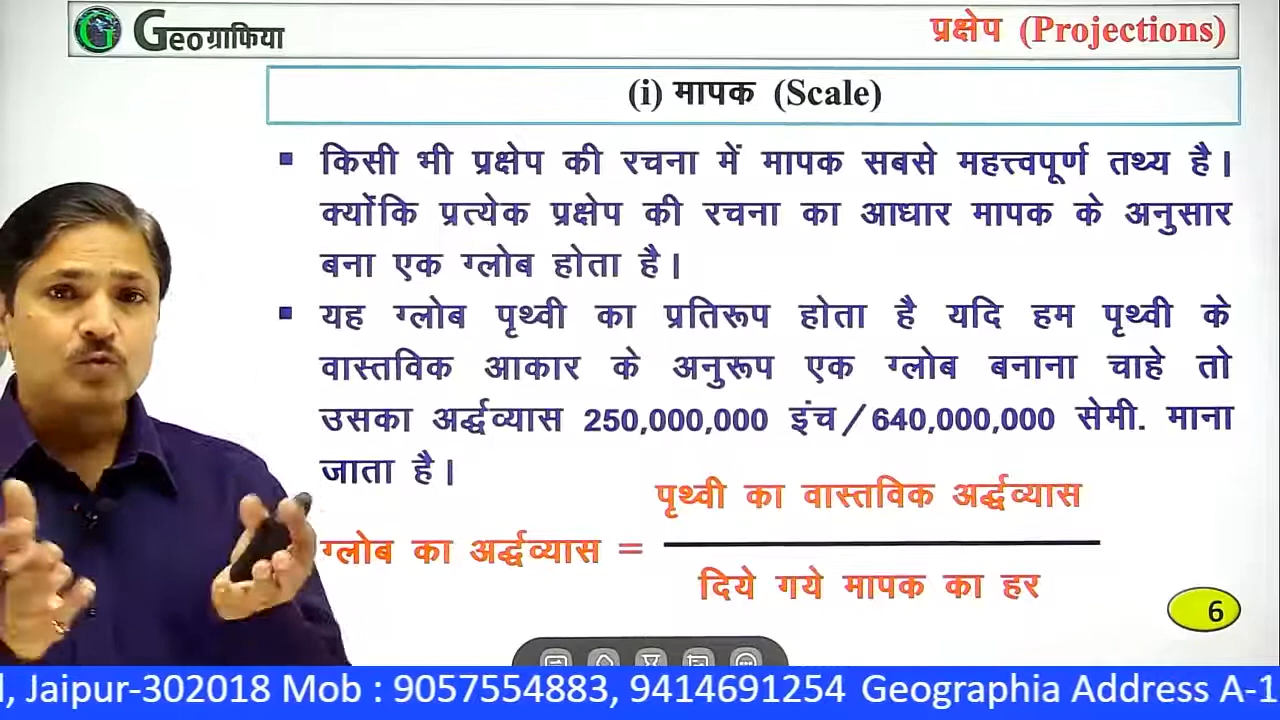 Geoग्राफिया
प्रक्षेप (Projections)
(i) मापक (Scale)
▪ किसी भी प्रक्षेप की रचना में मापक सबसे महत्त्वपूर्ण तथ्य है।
क्योंकि प्रत्येक प्रक्षेप की रचना का आधार मापक के अनुसार
बना एक ग्लोब होता है।
▪ यह ग्लोब पृथ्वी का प्रतिरूप होता है यदि हम पृथ्वी के
वास्तविक आकार के अनुरूप एक ग्लोब बनाना चाहे तो
उसका अर्द्धव्यास 250,000,000 इंच/640,000,000 सेमी. माना
जाता है।
पृथ्वी का वास्तविक अर्द्धव्यास
ग्लोब का अर्द्धव्यास =
दिये गये मापक का हर
6
, Jaipur-302018 Mob : 9057554883, 9414691254 Geographia Address A-1